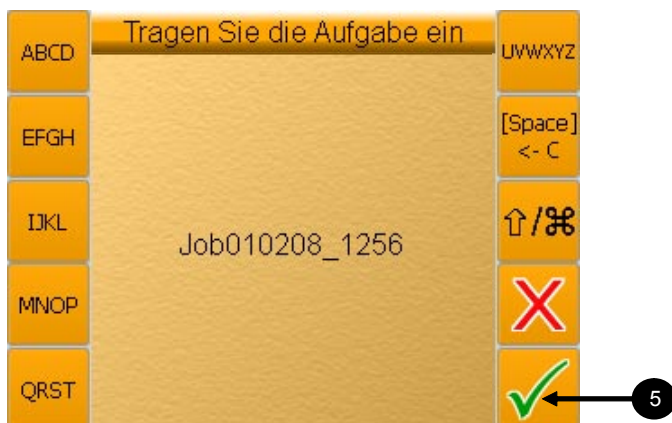 Tragen Sie die Aufgabe ein
ABCD
EFGH
IJKL
MNOP
QRST
Job010208_1256
UVWXYZ
[Space]
<- C
⇧/⌘
5